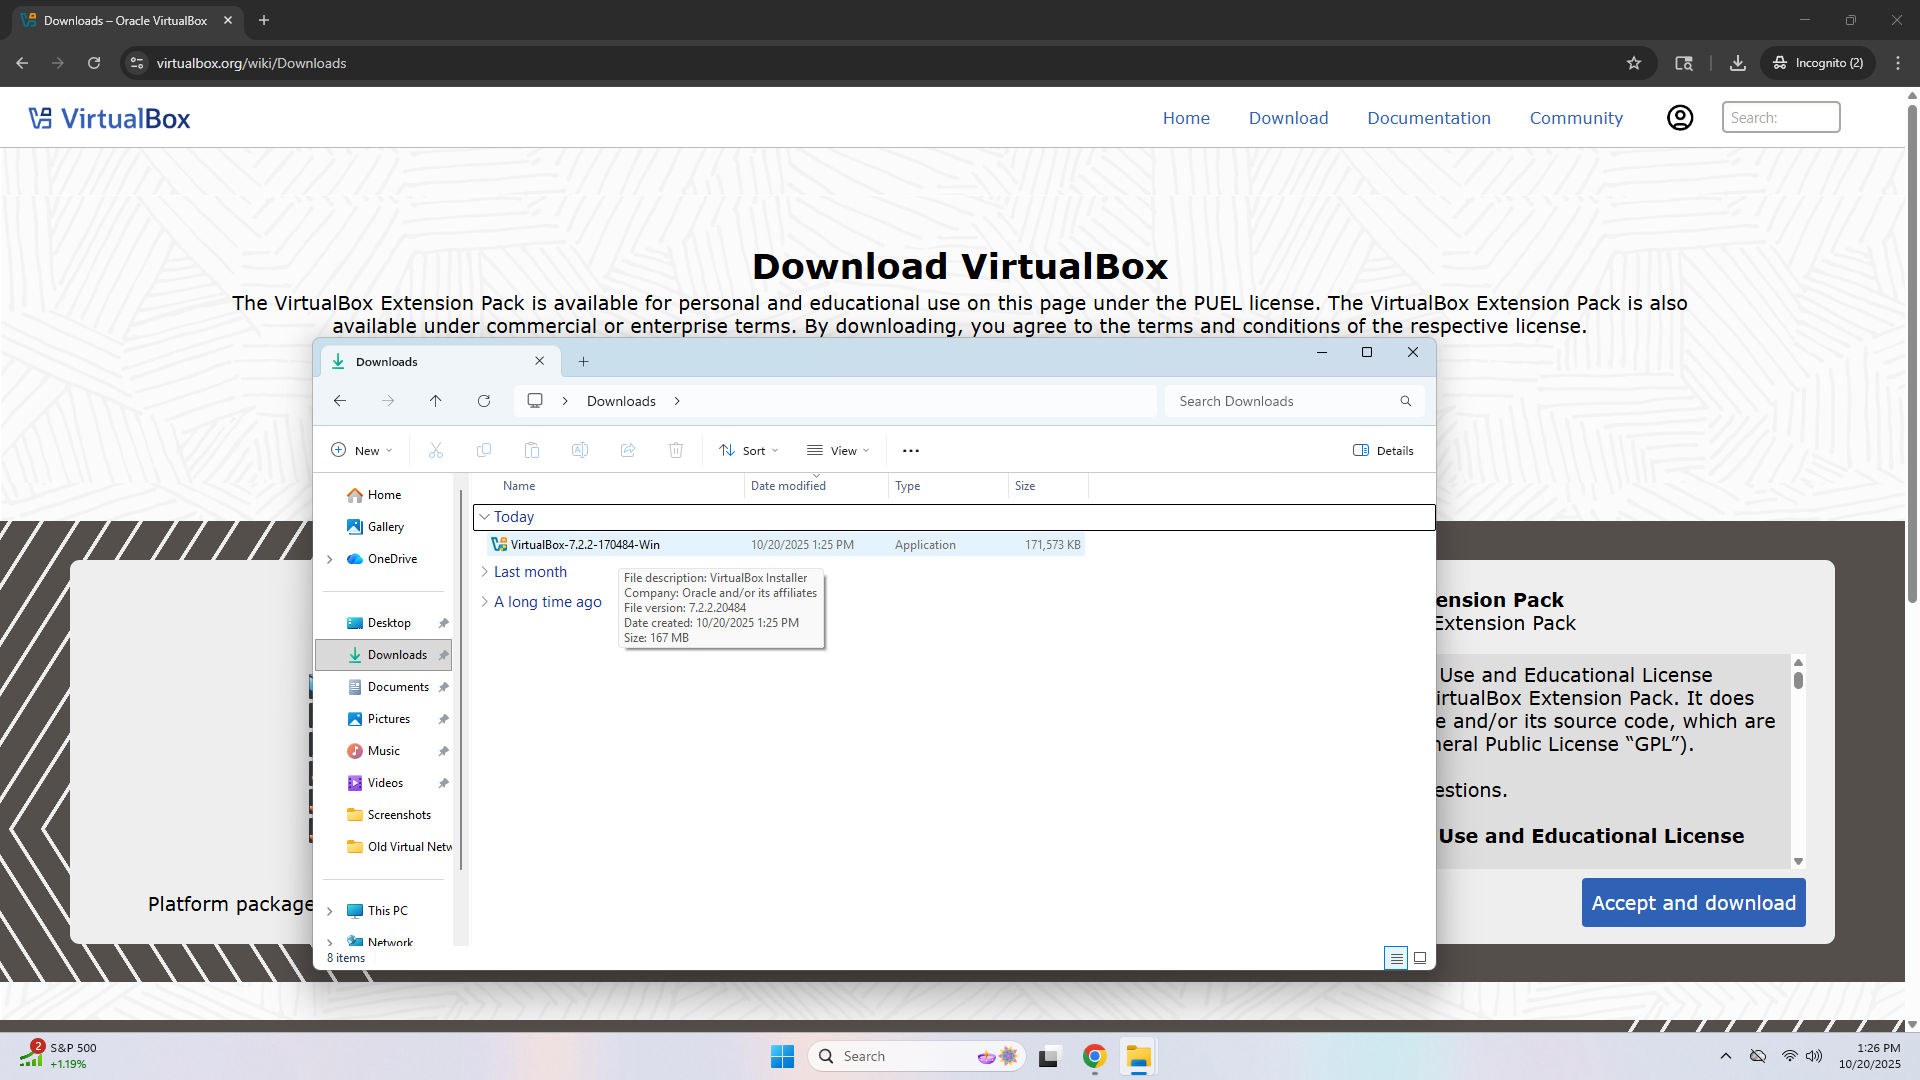 Downloads – Oracle VirtualBox
virtualbox.org/wiki/Downloads
Incognito (2)
VirtualBox
Home
Download
Documentation
Community
Search:
Download VirtualBox
The VirtualBox Extension Pack is available for personal and educational use on this page under the PUEL license. The VirtualBox Extension Pack is also
available under commercial or enterprise terms. By downloading, you agree to the terms and conditions of the respective license.
Downloads
Downloads
Search Downloads
New
Sort
View
Details
Home
Gallery
OneDrive
Desktop
Downloads
Documents
Pictures
Music
Videos
Screenshots
Old Virtual Netw
This PC
Network
Name
Date modified
Type
Size
Today
VirtualBox-7.2.2-170484-Win
10/20/2025 1:25 PM
Application
171,573 KB
Last month
A long time ago
File description: VirtualBox Installer
Company: Oracle and/or its affiliates
File version: 7.2.2.20484
Date created: 10/20/2025 1:25 PM
Size: 167 MB
8 items
Platform package
ension Pack
Extension Pack
Use and Educational License
irtualBox Extension Pack. It does
e and/or its source code, which are
neral Public License “GPL”).
estions.
Use and Educational License
Accept and download
2
S&P 500
+1.19%
Search
1:26 PM
10/20/2025